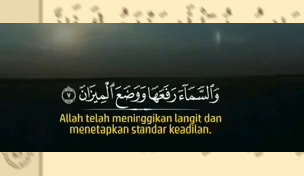 وَالسَّمَاءَ رَفَعَهَا وَوَضَعَ الْمِيزَانَ ۝٧
Allah telah meninggikan langit dan
menetapkan standar keadilan.